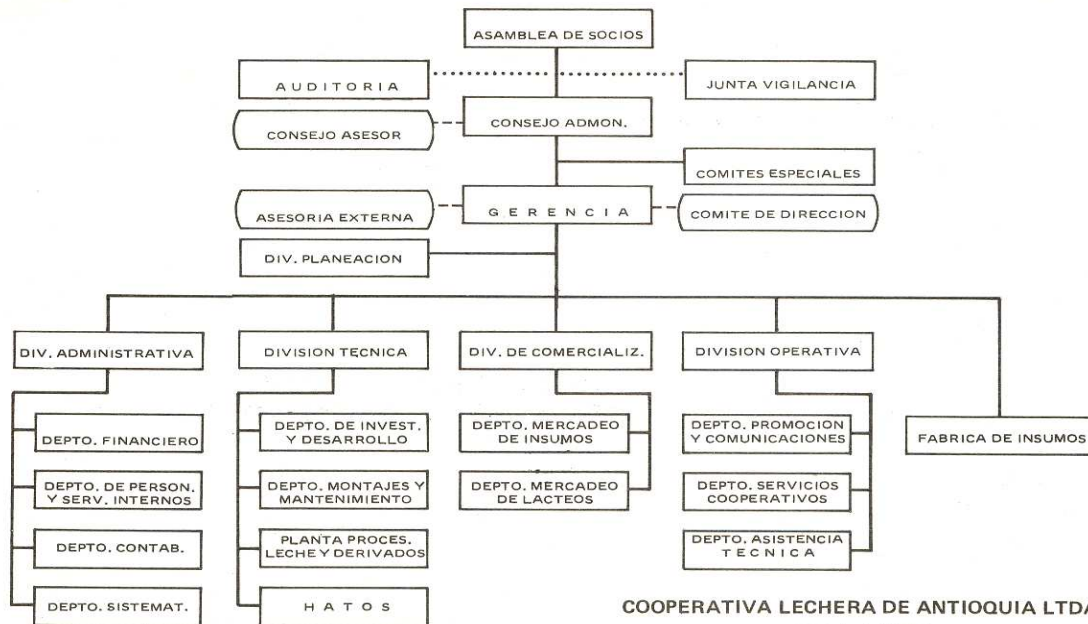 ASAMBLEA DE SOCIOS
AUDITORIA
JUNTA VIGILANCIA
CONSEJO ASESOR
CONSEJO ADMON.
COMITES ESPECIALES
ASESORIA EXTERNA
GERENCIA
COMITE DE DIRECCION
DIV. PLANEACION
DIV. ADMINISTRATIVA
DIVISION TECNICA
DIV. DE COMERCIALIZ.
DIVISION OPERATIVA
FABRICA DE INSUMOS
DEPTO. FINANCIERO
DEPTO. DE PERSON.
Y SERV. INTERNOS
DEPTO. CONTAB.
DEPTO. SISTEMAT.
DEPTO. DE INVEST.
Y DESARROLLO
DEPTO. MONTAJES Y
MANTENIMIENTO
PLANTA PROCES.
LECHE Y DERIVADOS
HATOS
DEPTO. MERCADEO
DE INSUMOS
DEPTO. MERCADEO
DE LACTEOS
DEPTO. PROMOCION
Y COMUNICACIONES
DEPTO. SERVICIOS
COOPERATIVOS
DEPTO. ASISTENCIA
TECNICA
COOPERATIVA LECHERA DE ANTIOQUIA LTDA